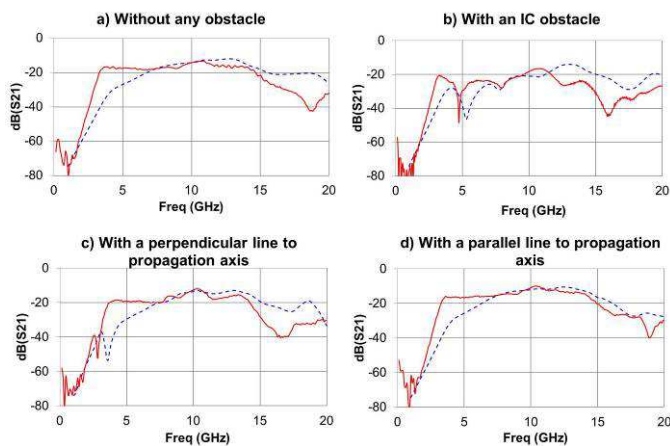 a) Without any obstacle
0
-20
-40
-60
-80
dB(S21)
0 5 10 15 20
Freq (GHz)
b) With an IC obstacle
0
-20
-40
-60
-80
dB(S21)
0 5 10 15 20
Freq (GHz)
c) With a perpendicular line to
propagation axis
0
-20
-40
-60
-80
dB(S21)
0 5 10 15 20
Freq (GHz)
d) With a parallel line to propagation
axis
0
-20
-40
-60
-80
dB(S21)
0 5 10 15 20
Freq (GHz)